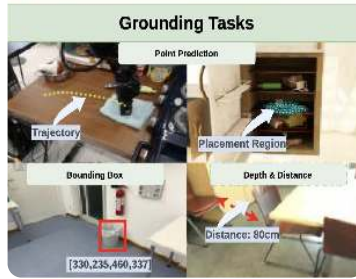 Grounding Tasks
Point Prediction
Trajectory
Placement Region
Bounding Box
Depth & Distance
[330,235,460,337]
Distance: 80cm